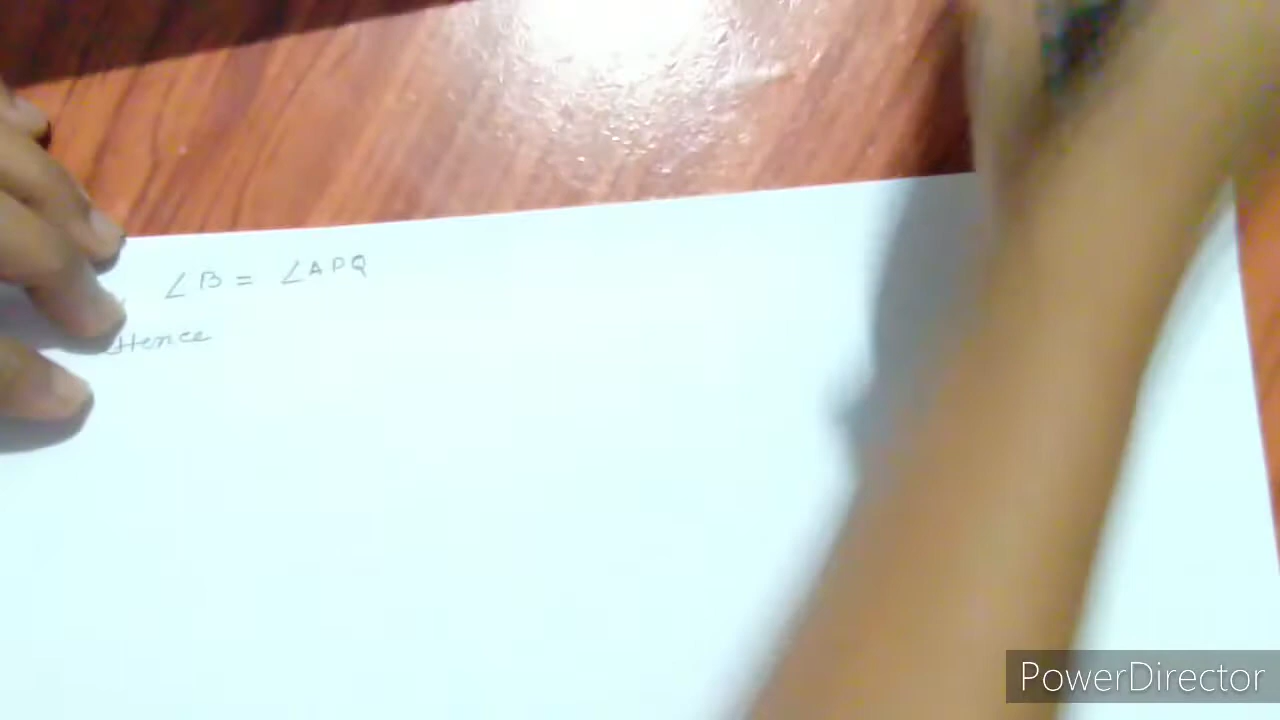 ∠B = ∠APQ
Hence
PowerDirector